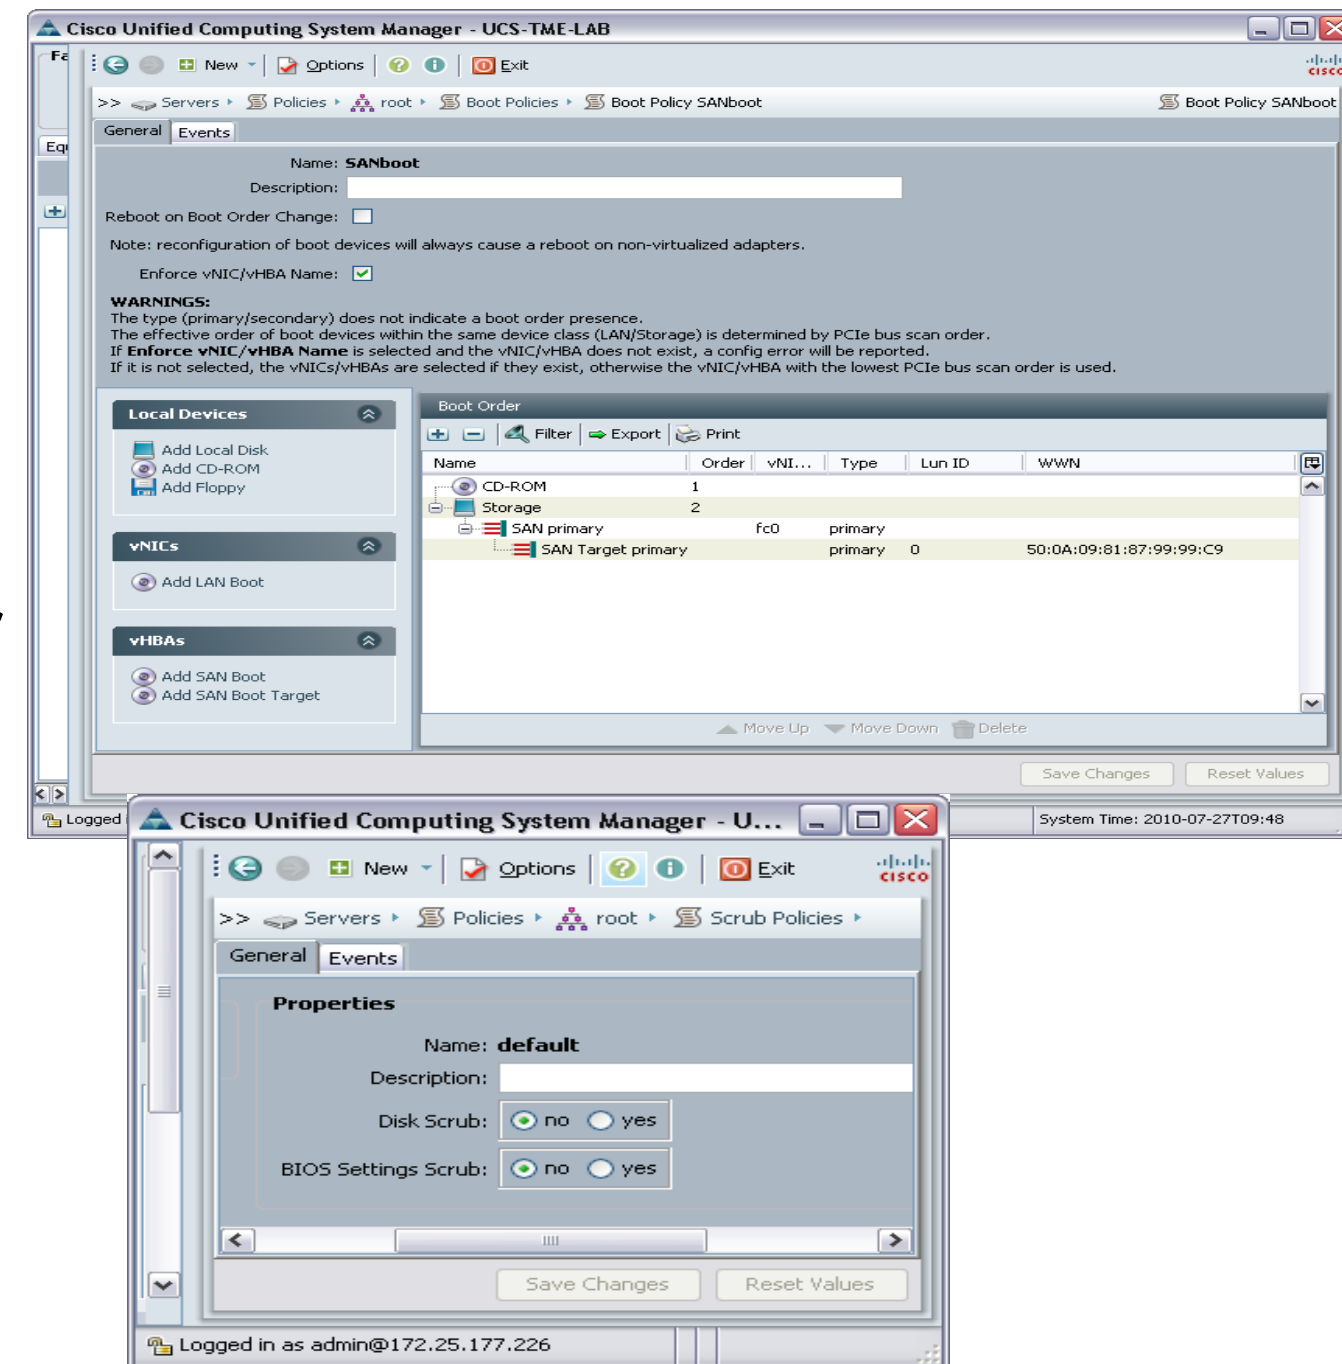 Cisco Unified Computing System Manager - UCS-TME-LAB
Fa
New Options Exit
cisco
>> Servers Policies root Boot Policies Boot Policy SANboot Boot Policy SANboot
General Events
Name: SANboot
Description:
Reboot on Boot Order Change:
Note: reconfiguration of boot devices will always cause a reboot on non-virtualized adapters.
Enforce vNIC/vHBA Name:
WARNINGS:
The type (primary/secondary) does not indicate a boot order presence.
The effective order of boot devices within the same device class (LAN/Storage) is determined by PCIe bus scan order.
If Enforce vNIC/vHBA Name is selected and the vNIC/vHBA does not exist, a config error will be reported.
If it is not selected, the vNICs/vHBAs are selected if they exist, otherwise the vNIC/vHBA with the lowest PCIe bus scan order is used.
Local Devices
Add Local Disk
Add CD-ROM
Add Floppy
vNICs
Add LAN Boot
vHBAs
Add SAN Boot
Add SAN Boot Target
Boot Order
Filter Export Print
Name Order vNI... Type Lun ID WWN
CD-ROM 1
Storage 2
SAN primary fc0 primary
SAN Target primary primary 0 50:0A:09:81:87:99:99:C9
Move Up Move Down Delete
Save Changes Reset Values
Logged
System Time: 2010-07-27T09:48
Cisco Unified Computing System Manager - U...
New Options Exit
cisco
>> Servers Policies root Scrub Policies
General Events
Properties
Name: default
Description:
Disk Scrub: no yes
BIOS Settings Scrub: no yes
Save Changes Reset Values
Logged in as admin@172.25.177.226